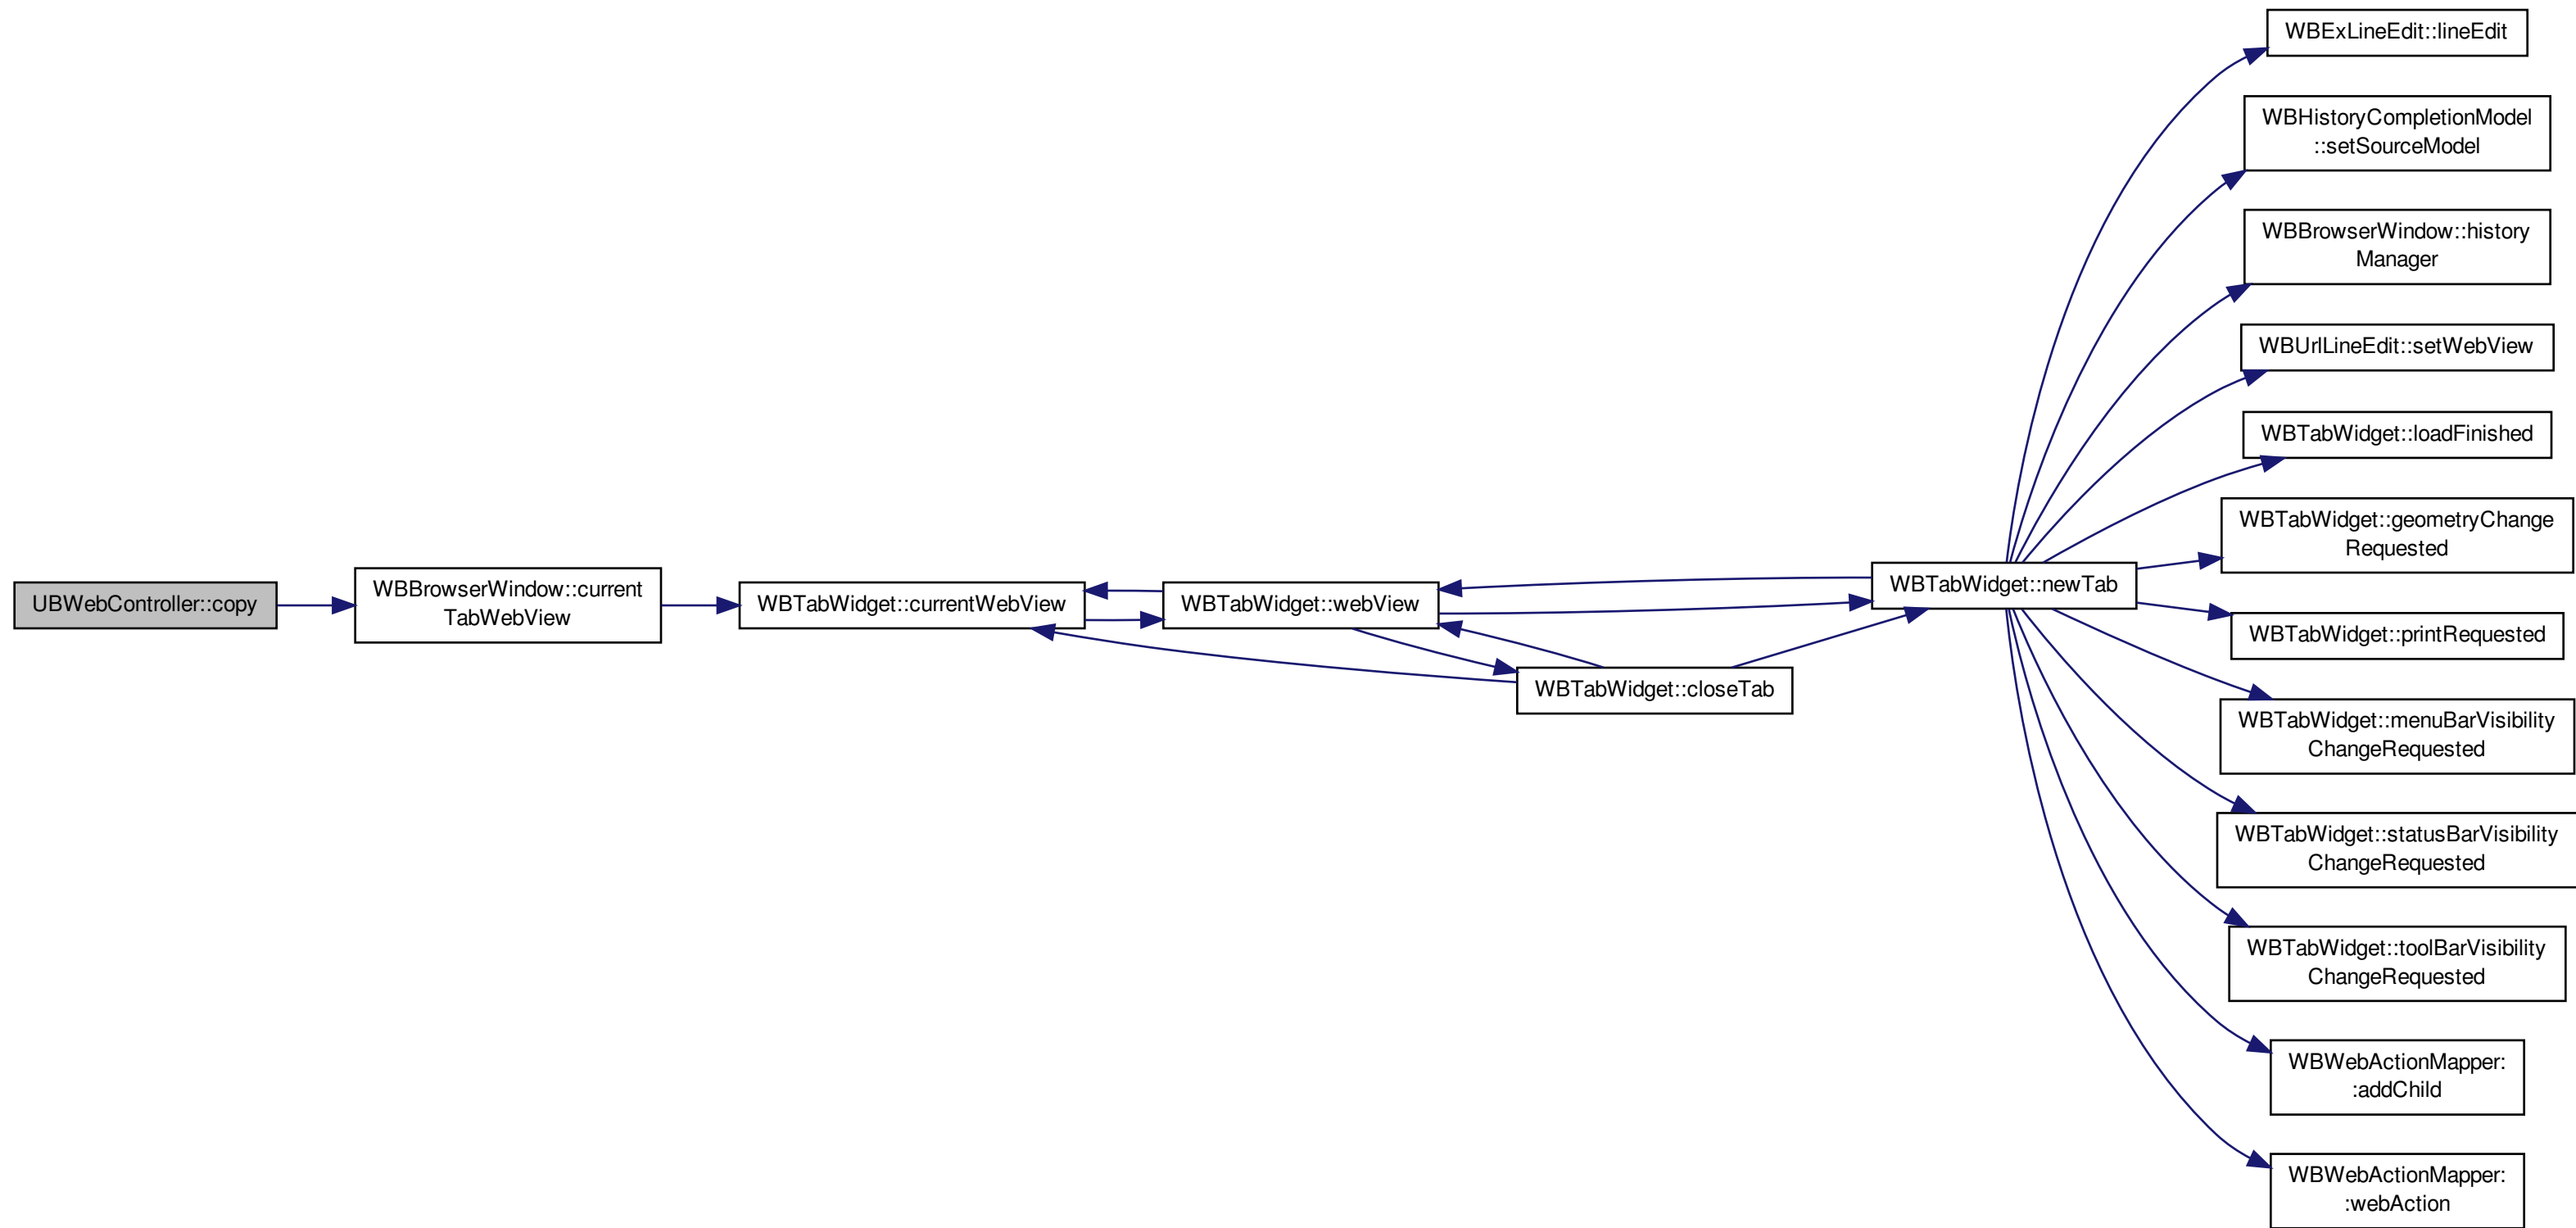 WBExLineEdit::lineEdit
WBHistoryCompletionModel
::setSourceModel
WBBrowserWindow::history
Manager
WBUrlLineEdit::setWebView
WBTabWidget::loadFinished
WBTabWidget::geometryChange
Requested
UBWebController::copy
WBBrowserWindow::current
TabWebView
WBTabWidget::currentWebView
WBTabWidget::webView
WBTabWidget::closeTab
WBTabWidget::newTab
WBTabWidget::printRequested
WBTabWidget::menuBarVisibility
ChangeRequested
WBTabWidget::statusBarVisibility
ChangeRequested
WBTabWidget::toolBarVisibility
ChangeRequested
WBWebActionMapper:
:addChild
WBWebActionMapper:
:webAction